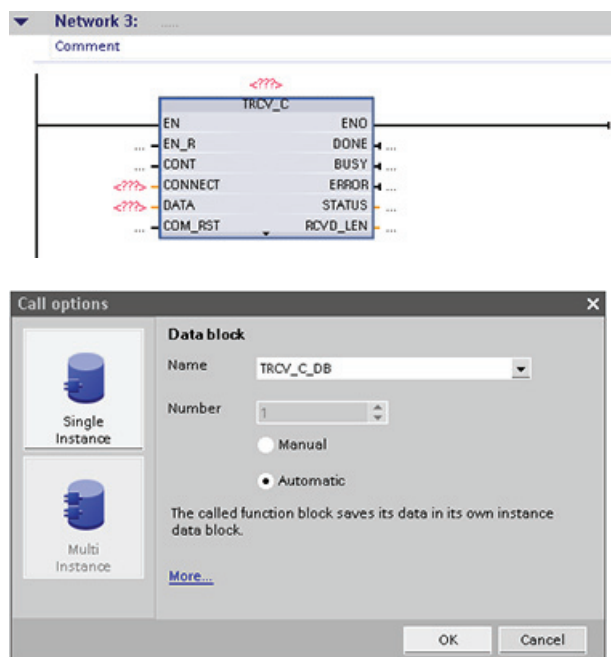 Network 3: .....
Comment
<???>
TRCV_C
EN ENO
... EN_R DONE ...
... CONT BUSY ...
<???> CONNECT ERROR ...
<???> DATA STATUS ...
... COM_RST RCVD_LEN ...
Call options
Data block
Name TRCV_C_DB
Number 1
Manual
Automatic
Single
Instance
Multi
Instance
The called function block saves its data in its own instance
data block.
More...
OK Cancel